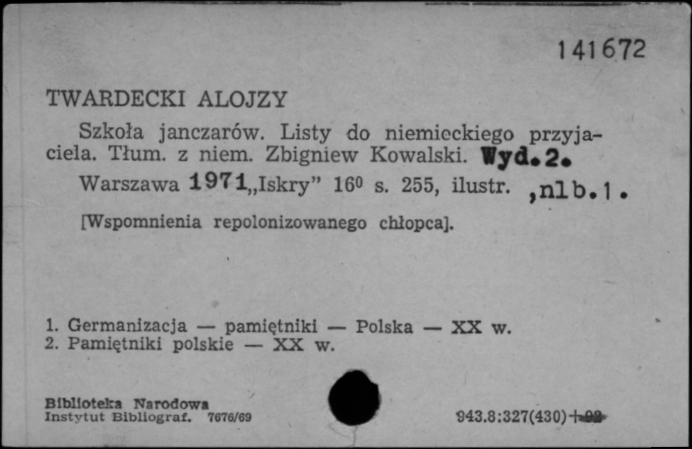 141672
TWARDECKI ALOJZY
Szkoła janczarów. Listy do niemieckiego przyja-
ciela. Tłum. z niem. Zbigniew Kowalski. Wyd.2.
Warszawa 1971 „Iskry” 16⁰ s. 255, ilustr. ,nlb.1.
[Wspomnienia repolonizowanego chłopca].
1. Germanizacja — pamiętniki — Polska — XX w.
2. Pamiętniki polskie — XX w.
Biblioteka Narodowa
Instytut Bibliograf. 7676/69
943.8:327(430)